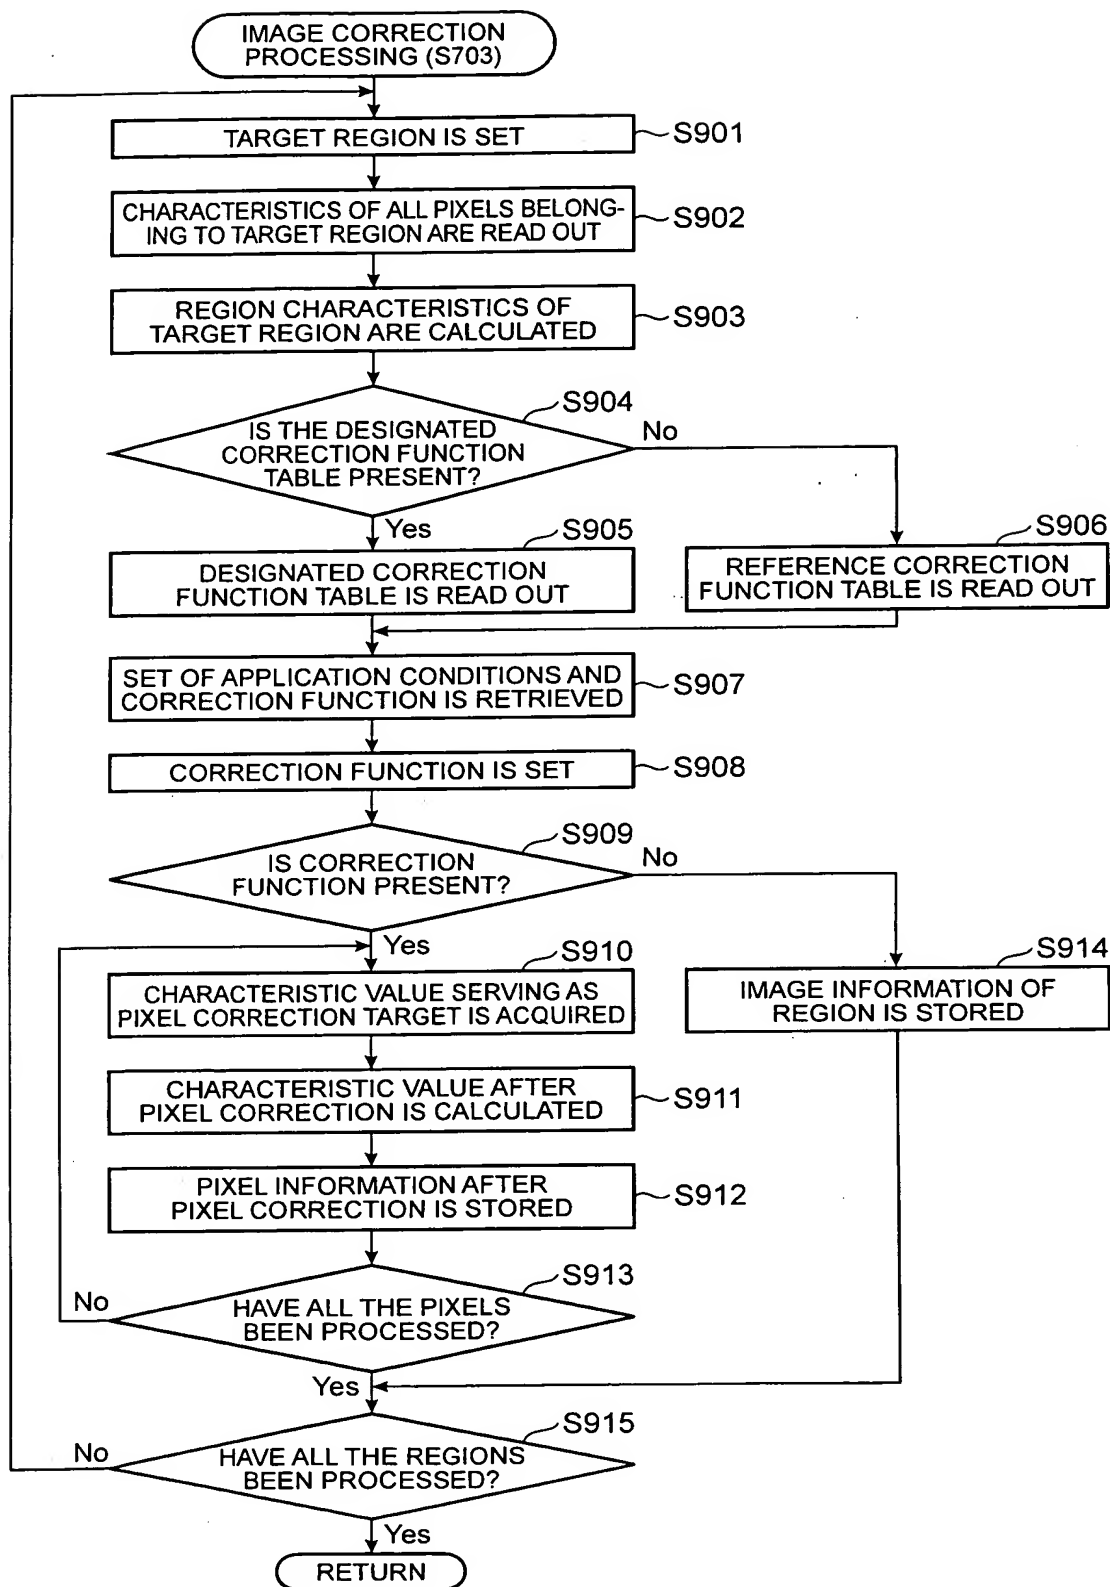 IMAGE CORRECTION
PROCESSING (S703)
TARGET REGION IS SET
S901
CHARACTERISTICS OF ALL PIXELS BELONG-
ING TO TARGET REGION ARE READ OUT
S902
REGION CHARACTERISTICS OF
TARGET REGION ARE CALCULATED
S903
S904
IS THE DESIGNATED
CORRECTION FUNCTION
TABLE PRESENT?
No
Yes
S905
DESIGNATED CORRECTION
FUNCTION TABLE IS READ OUT
S906
REFERENCE CORRECTION
FUNCTION TABLE IS READ OUT
SET OF APPLICATION CONDITIONS AND
CORRECTION FUNCTION IS RETRIEVED
S907
CORRECTION FUNCTION IS SET
S908
S909
IS CORRECTION
FUNCTION PRESENT?
No
Yes
S910
CHARACTERISTIC VALUE SERVING AS
PIXEL CORRECTION TARGET IS ACQUIRED
S914
IMAGE INFORMATION OF
REGION IS STORED
CHARACTERISTIC VALUE AFTER
PIXEL CORRECTION IS CALCULATED
S911
PIXEL INFORMATION AFTER
PIXEL CORRECTION IS STORED
S912
S913
No
HAVE ALL THE PIXELS
BEEN PROCESSED?
Yes
S915
No
HAVE ALL THE REGIONS
BEEN PROCESSED?
Yes
RETURN